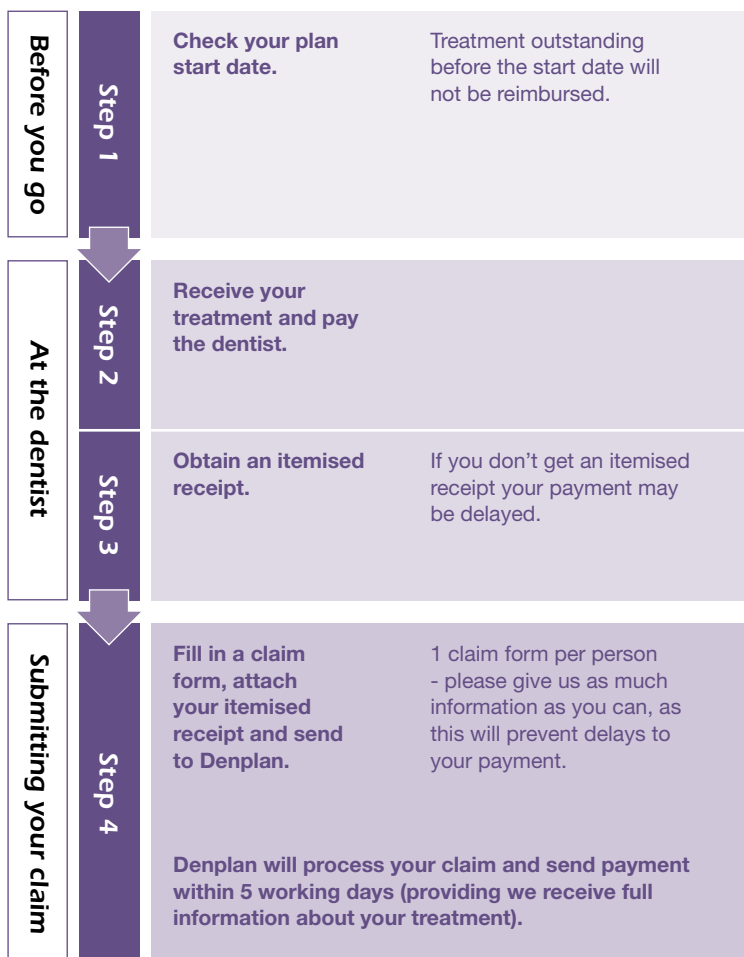 Before you go
Step 1
Check your plan
start date.
Treatment outstanding
before the start date will
not be reimbursed.
At the dentist
Step 2
Receive your
treatment and pay
the dentist.
Step 3
Obtain an itemised
receipt.
If you don't get an itemised
receipt your payment may
be delayed.
Submitting your claim
Step 4
Fill in a claim
form, attach
your itemised
receipt and send
to Denplan.
1 claim form per person
- please give us as much
information as you can, as
this will prevent delays to
your payment.
Denplan will process your claim and send payment
within 5 working days (providing we receive full
information about your treatment).